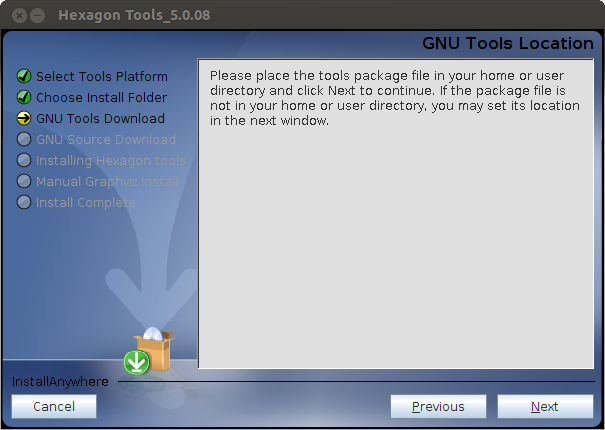 Hexagon Tools_5.0.08
GNU Tools Location
Select Tools Platform
Choose Install Folder
GNU Tools Download
GNU Source Download
Installing Hexagon tools
Manual Graphviz Install
Install Complete
Please place the tools package file in your home or user
directory and click Next to continue. If the package file is
not in your home or user directory, you may set its location
in the next window.
InstallAnywhere
Cancel
Previous
Next